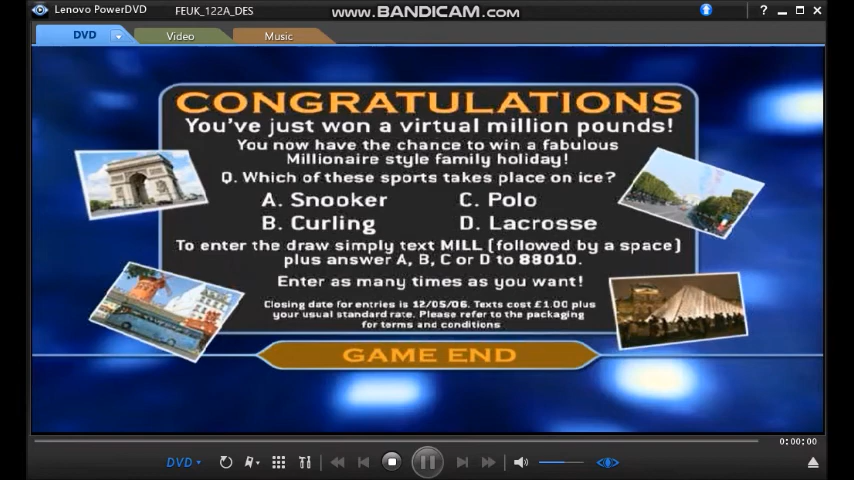 Lenovo PowerDVD
FEUK_122A_DES
www.BANDICAM.com
?
DVD
Video
Music
CONGRATULATIONS
You've just won a virtual million pounds!
You now have the chance to win a fabulous
Millionaire style family holiday!
Q. Which of these sports takes place on ice?
A. Snooker
C. Polo
B. Curling
D. Lacrosse
To enter the draw simply text MILL (followed by a space)
plus answer A, B, C or D to 88010.
Enter as many times as you want!
Closing date for entries is 12/05/06. Texts cost £1.00 plus
your usual standard rate. Please refer to the packaging
for terms and conditions
GAME END
0:00:00
DVD